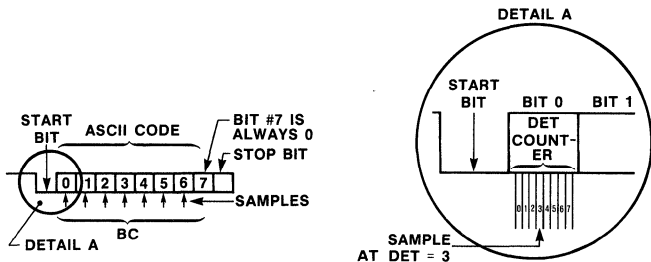 DETAIL A
START
BIT
ASCII CODE
BIT #7 IS
ALWAYS 0
STOP BIT
0 1 2 3 4 5 6 7
SAMPLES
BC
DETAIL A
START
BIT
BIT 0 BIT 1
DET
COUNT-
ER
0 1 2 3 4 5 6 7
SAMPLE
AT DET = 3